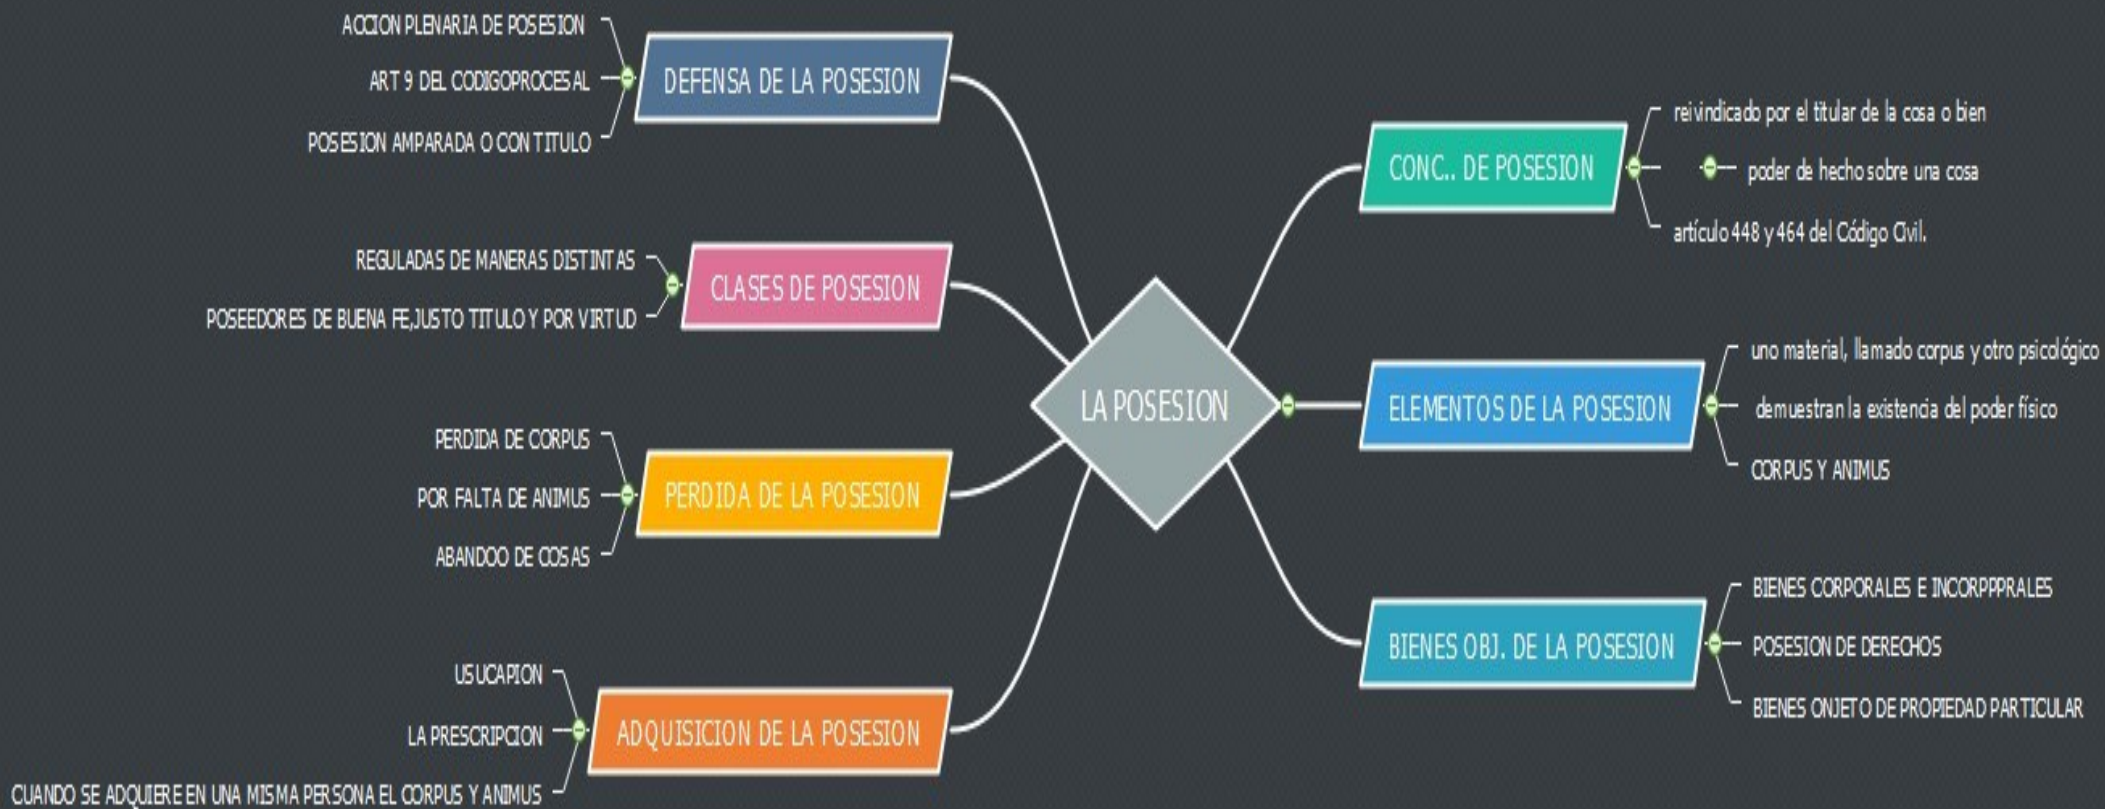 LA POSESION
DEFENSA DE LA POSESION
ACCION PLENARIA DE POSESION
ART 9 DEL CODIGOPROCESAL
POSESION AMPARADA O CON TITULO
CLASES DE POSESION
REGULADAS DE MANERAS DISTINTAS
POSEEDORES DE BUENA FE,JUSTO TITULO Y POR VIRTUD
PERDIDA DE LA POSESION
PERDIDA DE CORPUS
POR FALTA DE ANIMUS
ABANDOO DE COSAS
ADQUISICION DE LA POSESION
USUCAPION
LA PRESCRIPCION
CUANDO SE ADQUIERE EN UNA MISMA PERSONA EL CORPUS Y ANIMUS
CONC.. DE POSESION
reivindicado por el titular de la cosa o bien
poder de hecho sobre una cosa
artículo 448 y 464 del Código Civil.
ELEMENTOS DE LA POSESION
uno material, llamado corpus y otro psicológico
demuestran la existencia del poder físico
CORPUS Y ANIMUS
BIENES OBJ. DE LA POSESION
BIENES CORPORALES E INCORPPPRALES
POSESION DE DERECHOS
BIENES ONJETO DE PROPIEDAD PARTICULAR